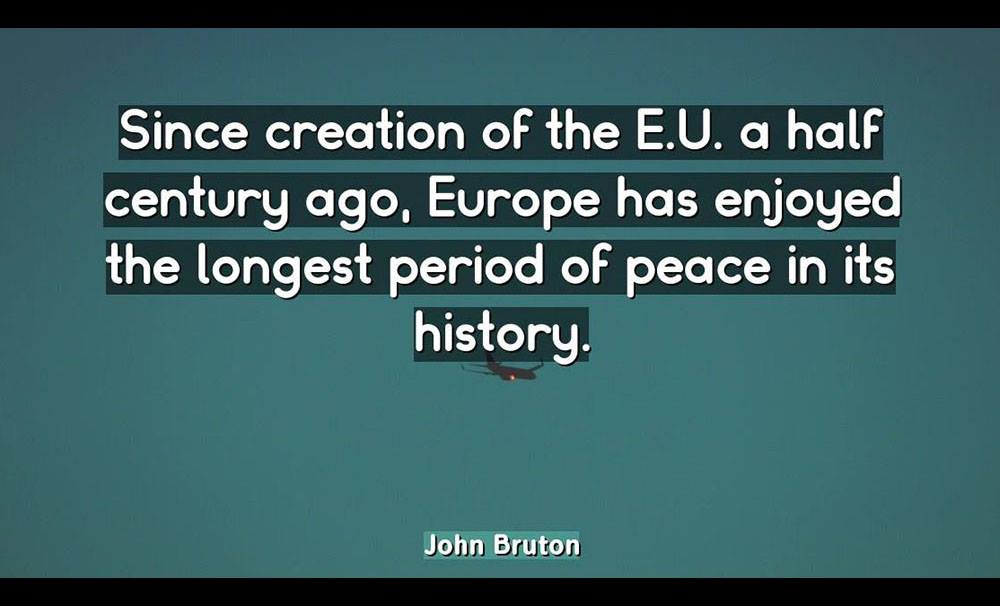 Since creation of the E.U. a half
century ago, Europe has enjoyed
the longest period of peace in its
history.
John Bruton